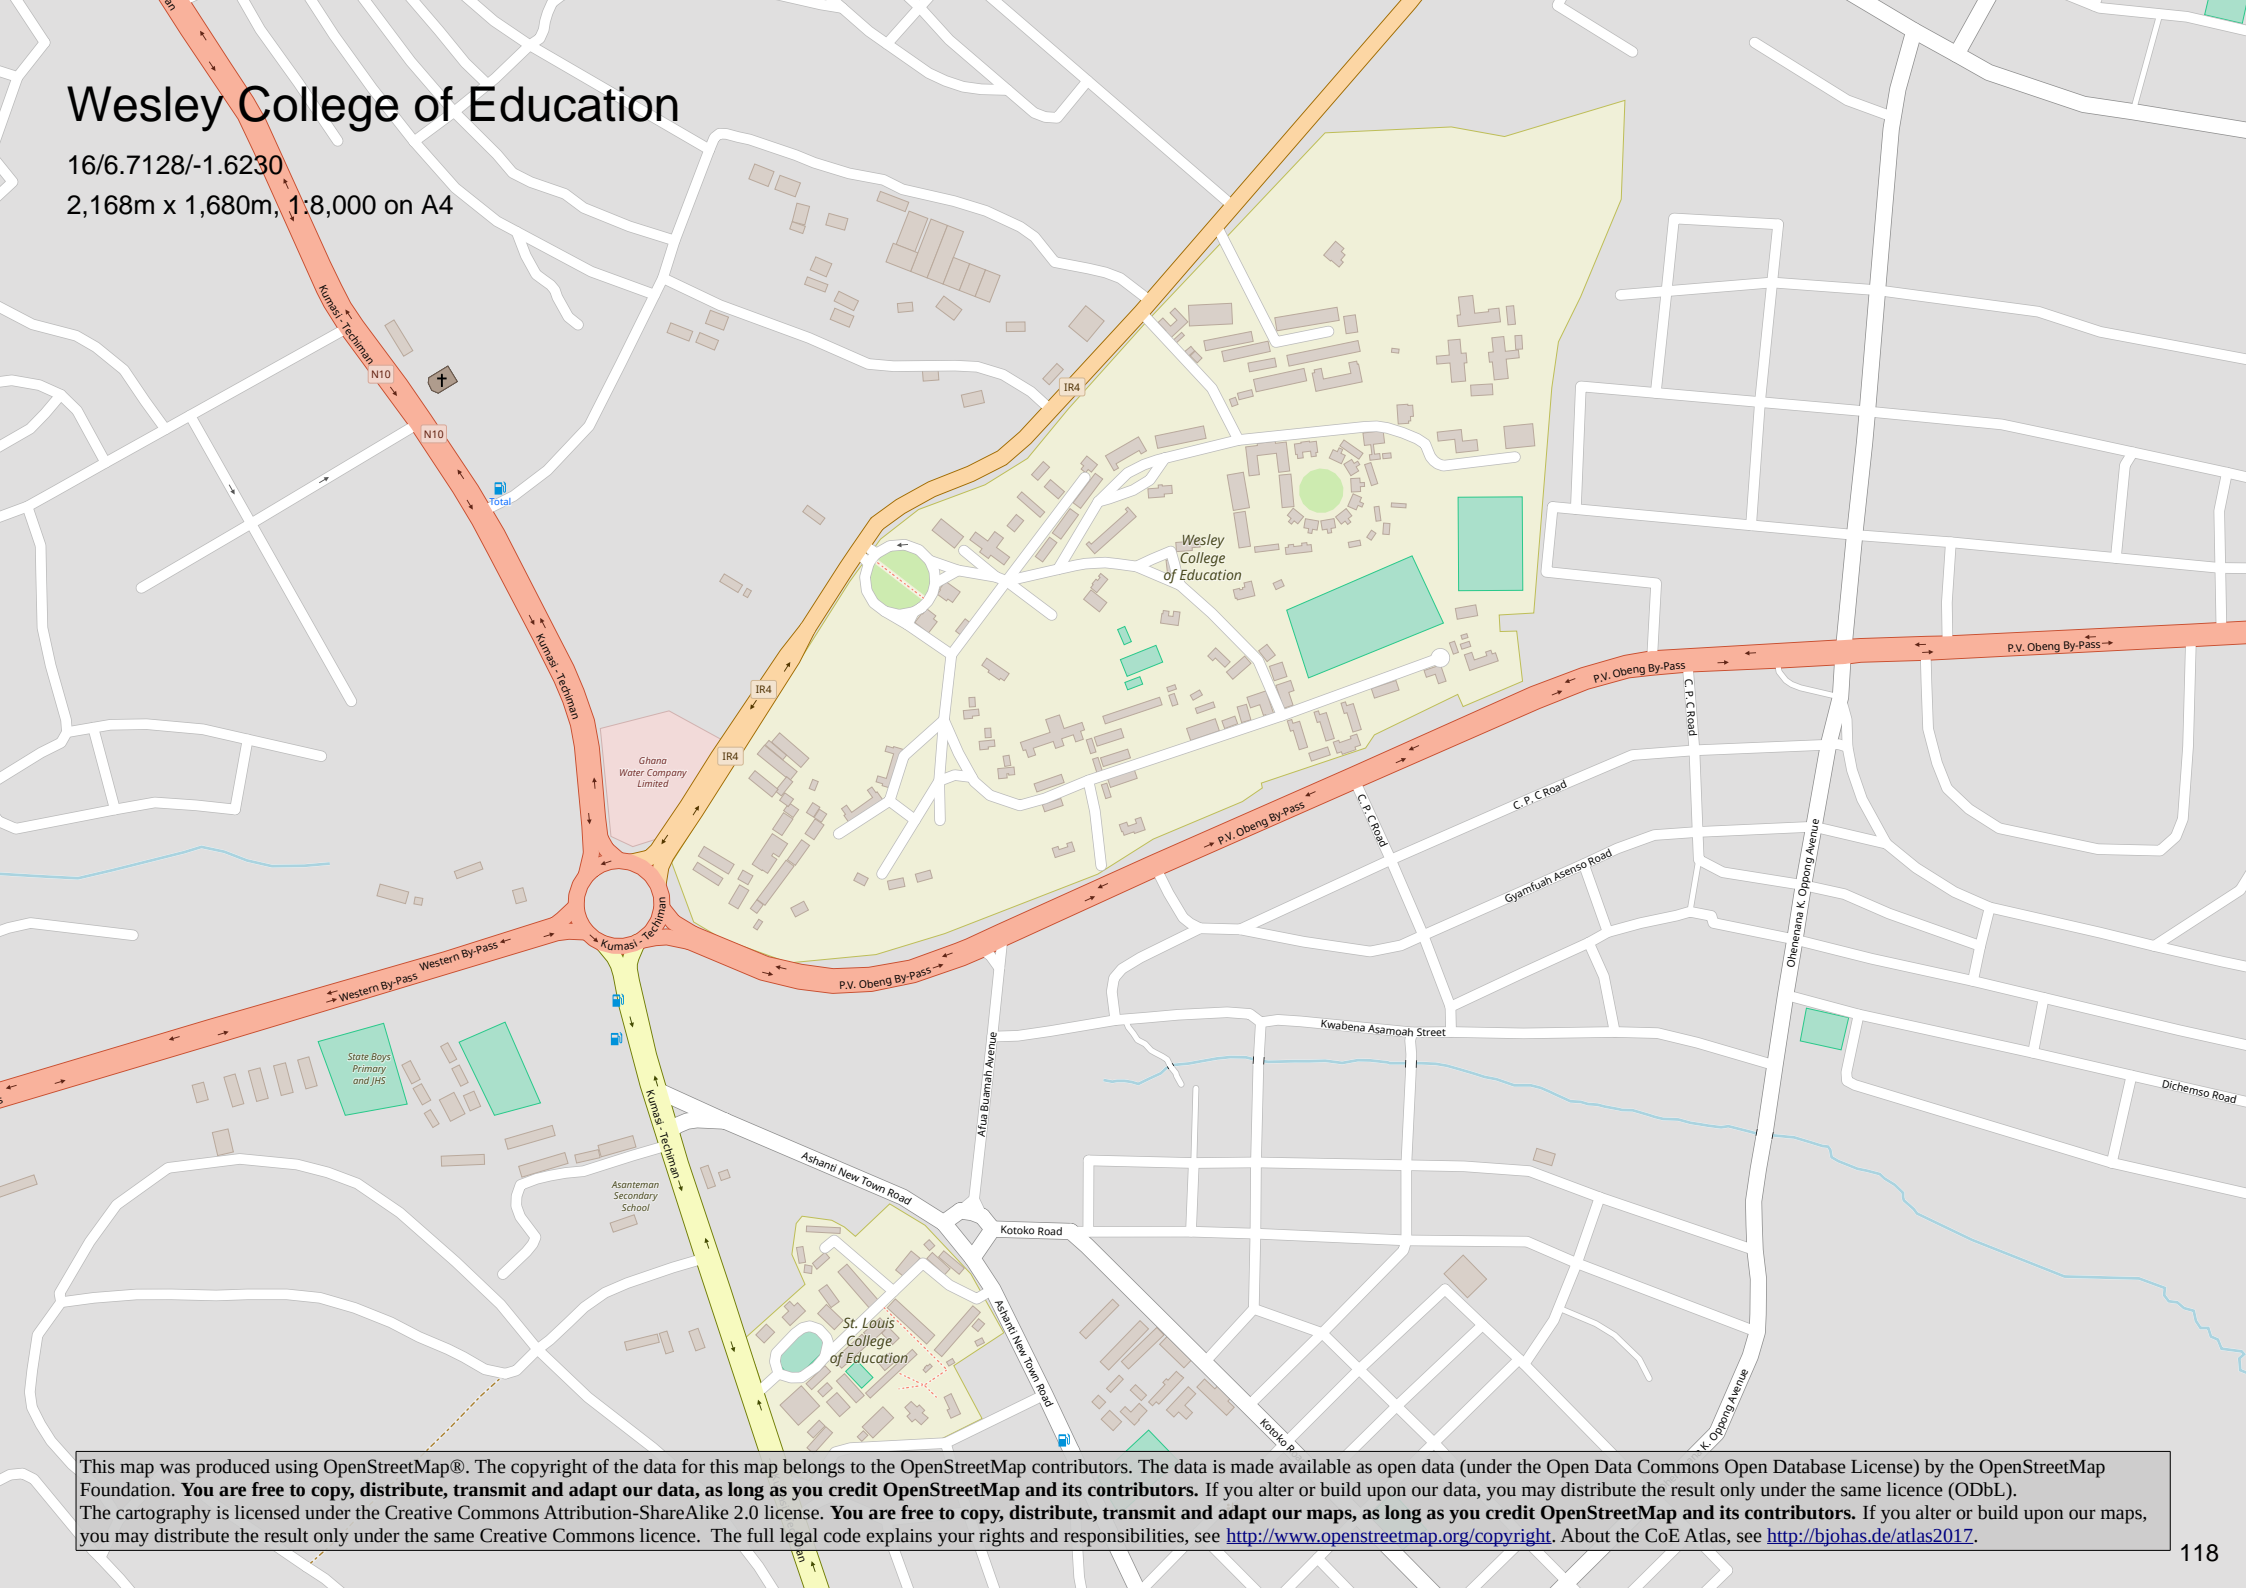 Wesley College of Education
16/6.7128/-1.6230
2,168m x 1,680m, 1:8,000 on A4
Kumasi - Techiman
N10
N10
Total
IR4
Kumasi - Techiman
Wesley
College
of Education
IR4
IR4
Ghana
Water Company
Limited
P.V. Obeng By-Pass
P.V. Obeng By-Pass
C. P. C Road
C. P. C Road
C. P. C Road
P.V. Obeng By-Pass
Gyamfuah Asenso Road
Ohenenana K. Oppong Avenue
Kumasi - Techiman
Western By-Pass
Western By-Pass
P.V. Obeng By-Pass
Kwabena Asamoah Street
Afua Buamah Avenue
State Boys
Primary
and JHS
Dichemso Road
Kumasi - Techiman
Ashanti New Town Road
Asanteman
Secondary
School
Kotoko Road
St. Louis
College
of Education
Ashanti New Town Road
K. Oppong Avenue
Kotoko R
This map was produced using OpenStreetMap®. The copyright of the data for this map belongs to the OpenStreetMap contributors. The data is made available as open data (under the Open Data Commons Open Database License) by the OpenStreetMap
Foundation. You are free to copy, distribute, transmit and adapt our data, as long as you credit OpenStreetMap and its contributors. If you alter or build upon our data, you may distribute the result only under the same licence (ODbL).
The cartography is licensed under the Creative Commons Attribution-ShareAlike 2.0 license. You are free to copy, distribute, transmit and adapt our maps, as long as you credit OpenStreetMap and its contributors. If you alter or build upon our maps,
you may distribute the result only under the same Creative Commons licence. The full legal code explains your rights and responsibilities, see http://www.openstreetmap.org/copyright. About the CoE Atlas, see http://bjohas.de/atlas2017.
118